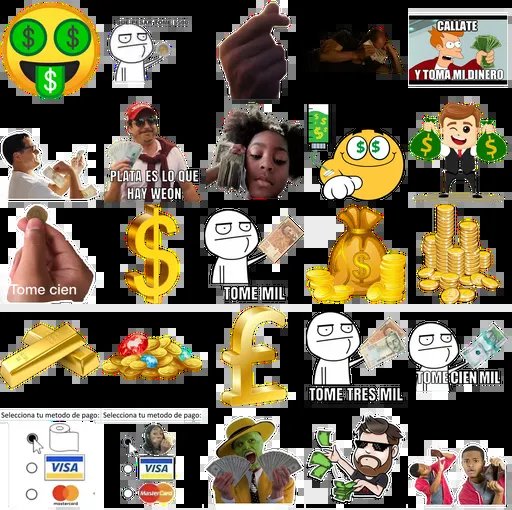 CALLATE
Y TOMA MI DINERO
PLATA ES LO QUE
HAY WEON
Tome cien
TOME MIL
TOME TRES MIL
TOME CIEN MIL
Selecciona tu metodo de pago:
VISA
mastercard
Selecciona tu metodo de pago:
VISA
MasterCard